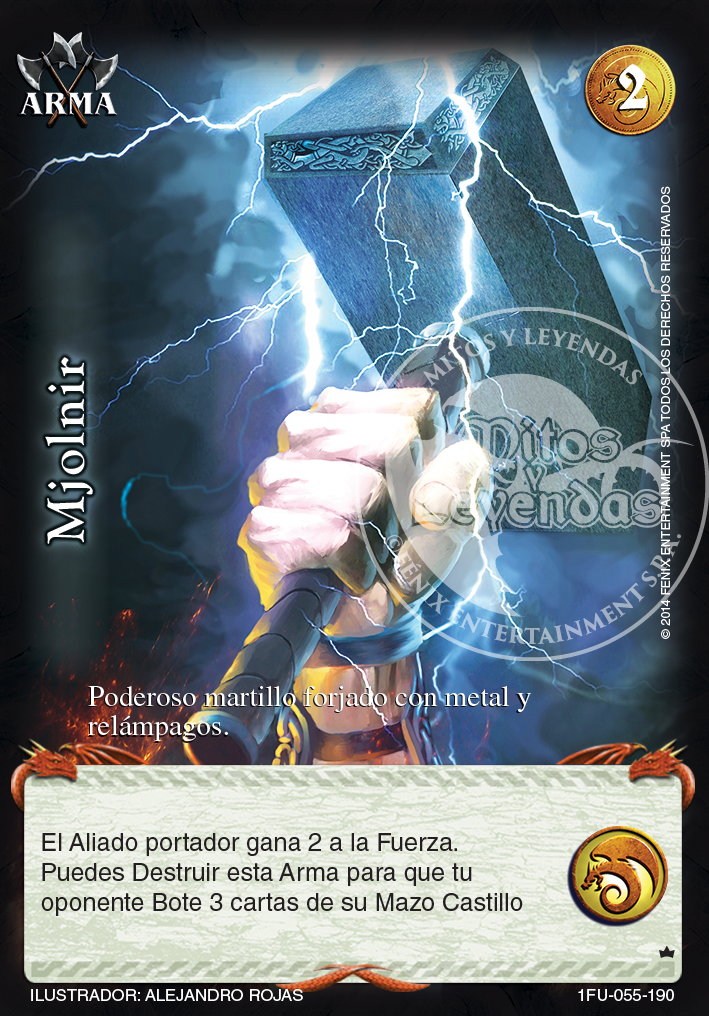 ARMA
2
Mjolnir
MITOS Y LEYENDAS
Mitos
y
Leyendas
© FÉNIX ENTERTAINMENT S.P.A.
© 2014 FENIX ENTERTAINMENT SPA TODOS LOS DERECHOS RESERVADOS
Poderoso martillo forjado con metal y
relámpagos.
El Aliado portador gana 2 a la Fuerza.
Puedes Destruir esta Arma para que tu
oponente Bote 3 cartas de su Mazo Castillo
ILUSTRADOR: ALEJANDRO ROJAS
1FU-055-190